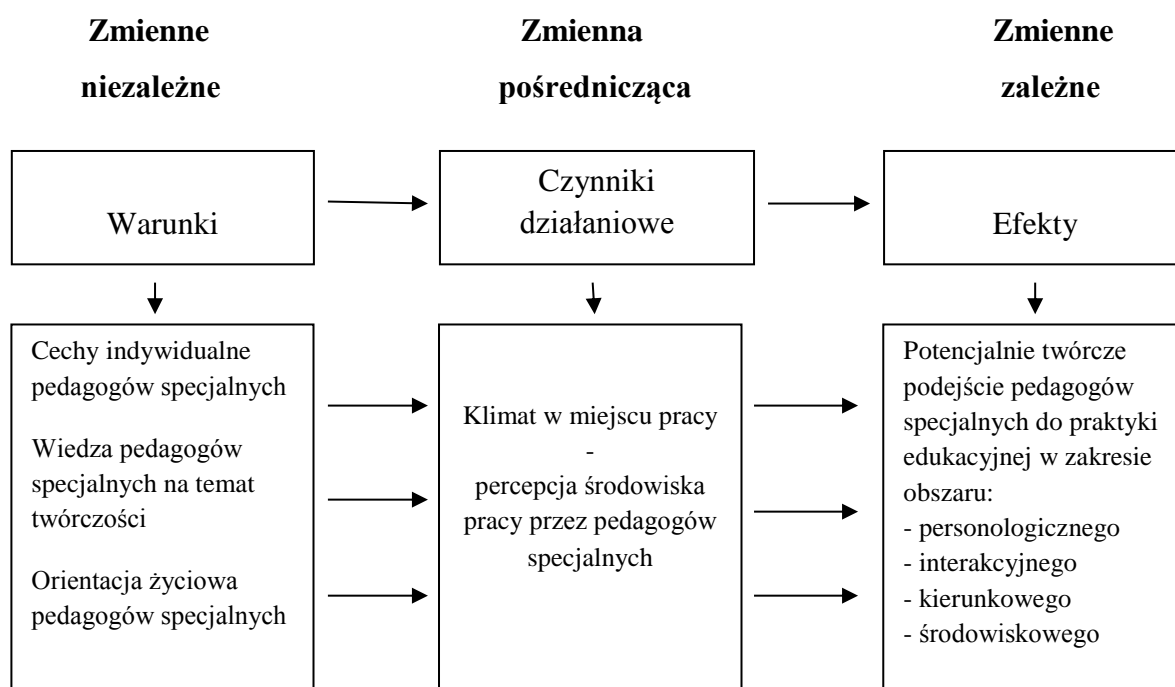 Zmienne
niezależne
Zmienna
pośrednicząca
Zmienne
zależne
Warunki
Czynniki
działaniowe
Efekty
Cechy indywidualne
pedagogów specjalnych
Wiedza pedagogów
specjalnych na temat
twórczości
Orientacja życiowa
pedagogów specjalnych
Klimat w miejscu pracy
-
percepcja środowiska
pracy przez pedagogów
specjalnych
Potencjalnie twórcze
podejście pedagogów
specjalnych do praktyki
edukacyjnej w zakresie
obszaru:
- personologicznego
- interakcyjnego
- kierunkowego
- środowiskowego